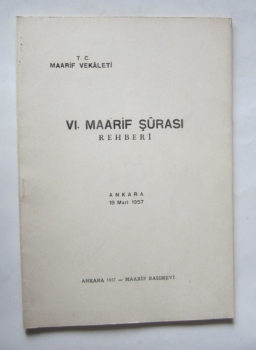 T. C.
MAARİF VEKÂLETİ
VI. MAARİF ŞÛRASI
REHBERİ
ANKARA
18 Mart 1957
ANKARA 1957 — MAARİF BASIMEVİ